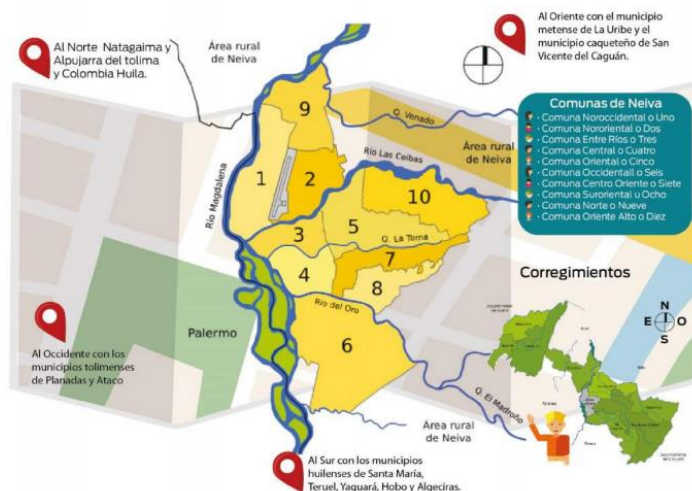 Al Norte Natagaima y
Alpujarra del tolima
y Colombia Huila.
Área rural
de Neiva
Al Oriente con el municipio
metense de La Uribe y el
municipio caqueteño de San
Vicente del Caguán.
Comunas de Neiva
· Comuna Noroccidental o Uno
· Comuna Nororiental o Dos
· Comuna Entre Ríos o Tres
· Comuna Central o Cuatro
· Comuna Oriental o Cinco
· Comuna Occidentall o Seis
· Comuna Centro Oriente o Siete
· Comuna Suroriental u Ocho
· Comuna Norte o Nueve
· Comuna Oriente Alto o Diez
9
Q. Venado
Área rural
de Neiva
Río Las Ceibas
Río Magdalena
1
2
10
3
5
Q. La Toma
7
4
8
Río del Oro
6
Palermo
Al Occidente con los
municipios tolimenses
de Planadas y Ataco
Q. El Madroño
Área rural
de Neiva
Al Sur con los municipios
huilenses de Santa María,
Teruel, Yaguará, Hobo y Algeciras.
Corregimientos
N
E
O
S